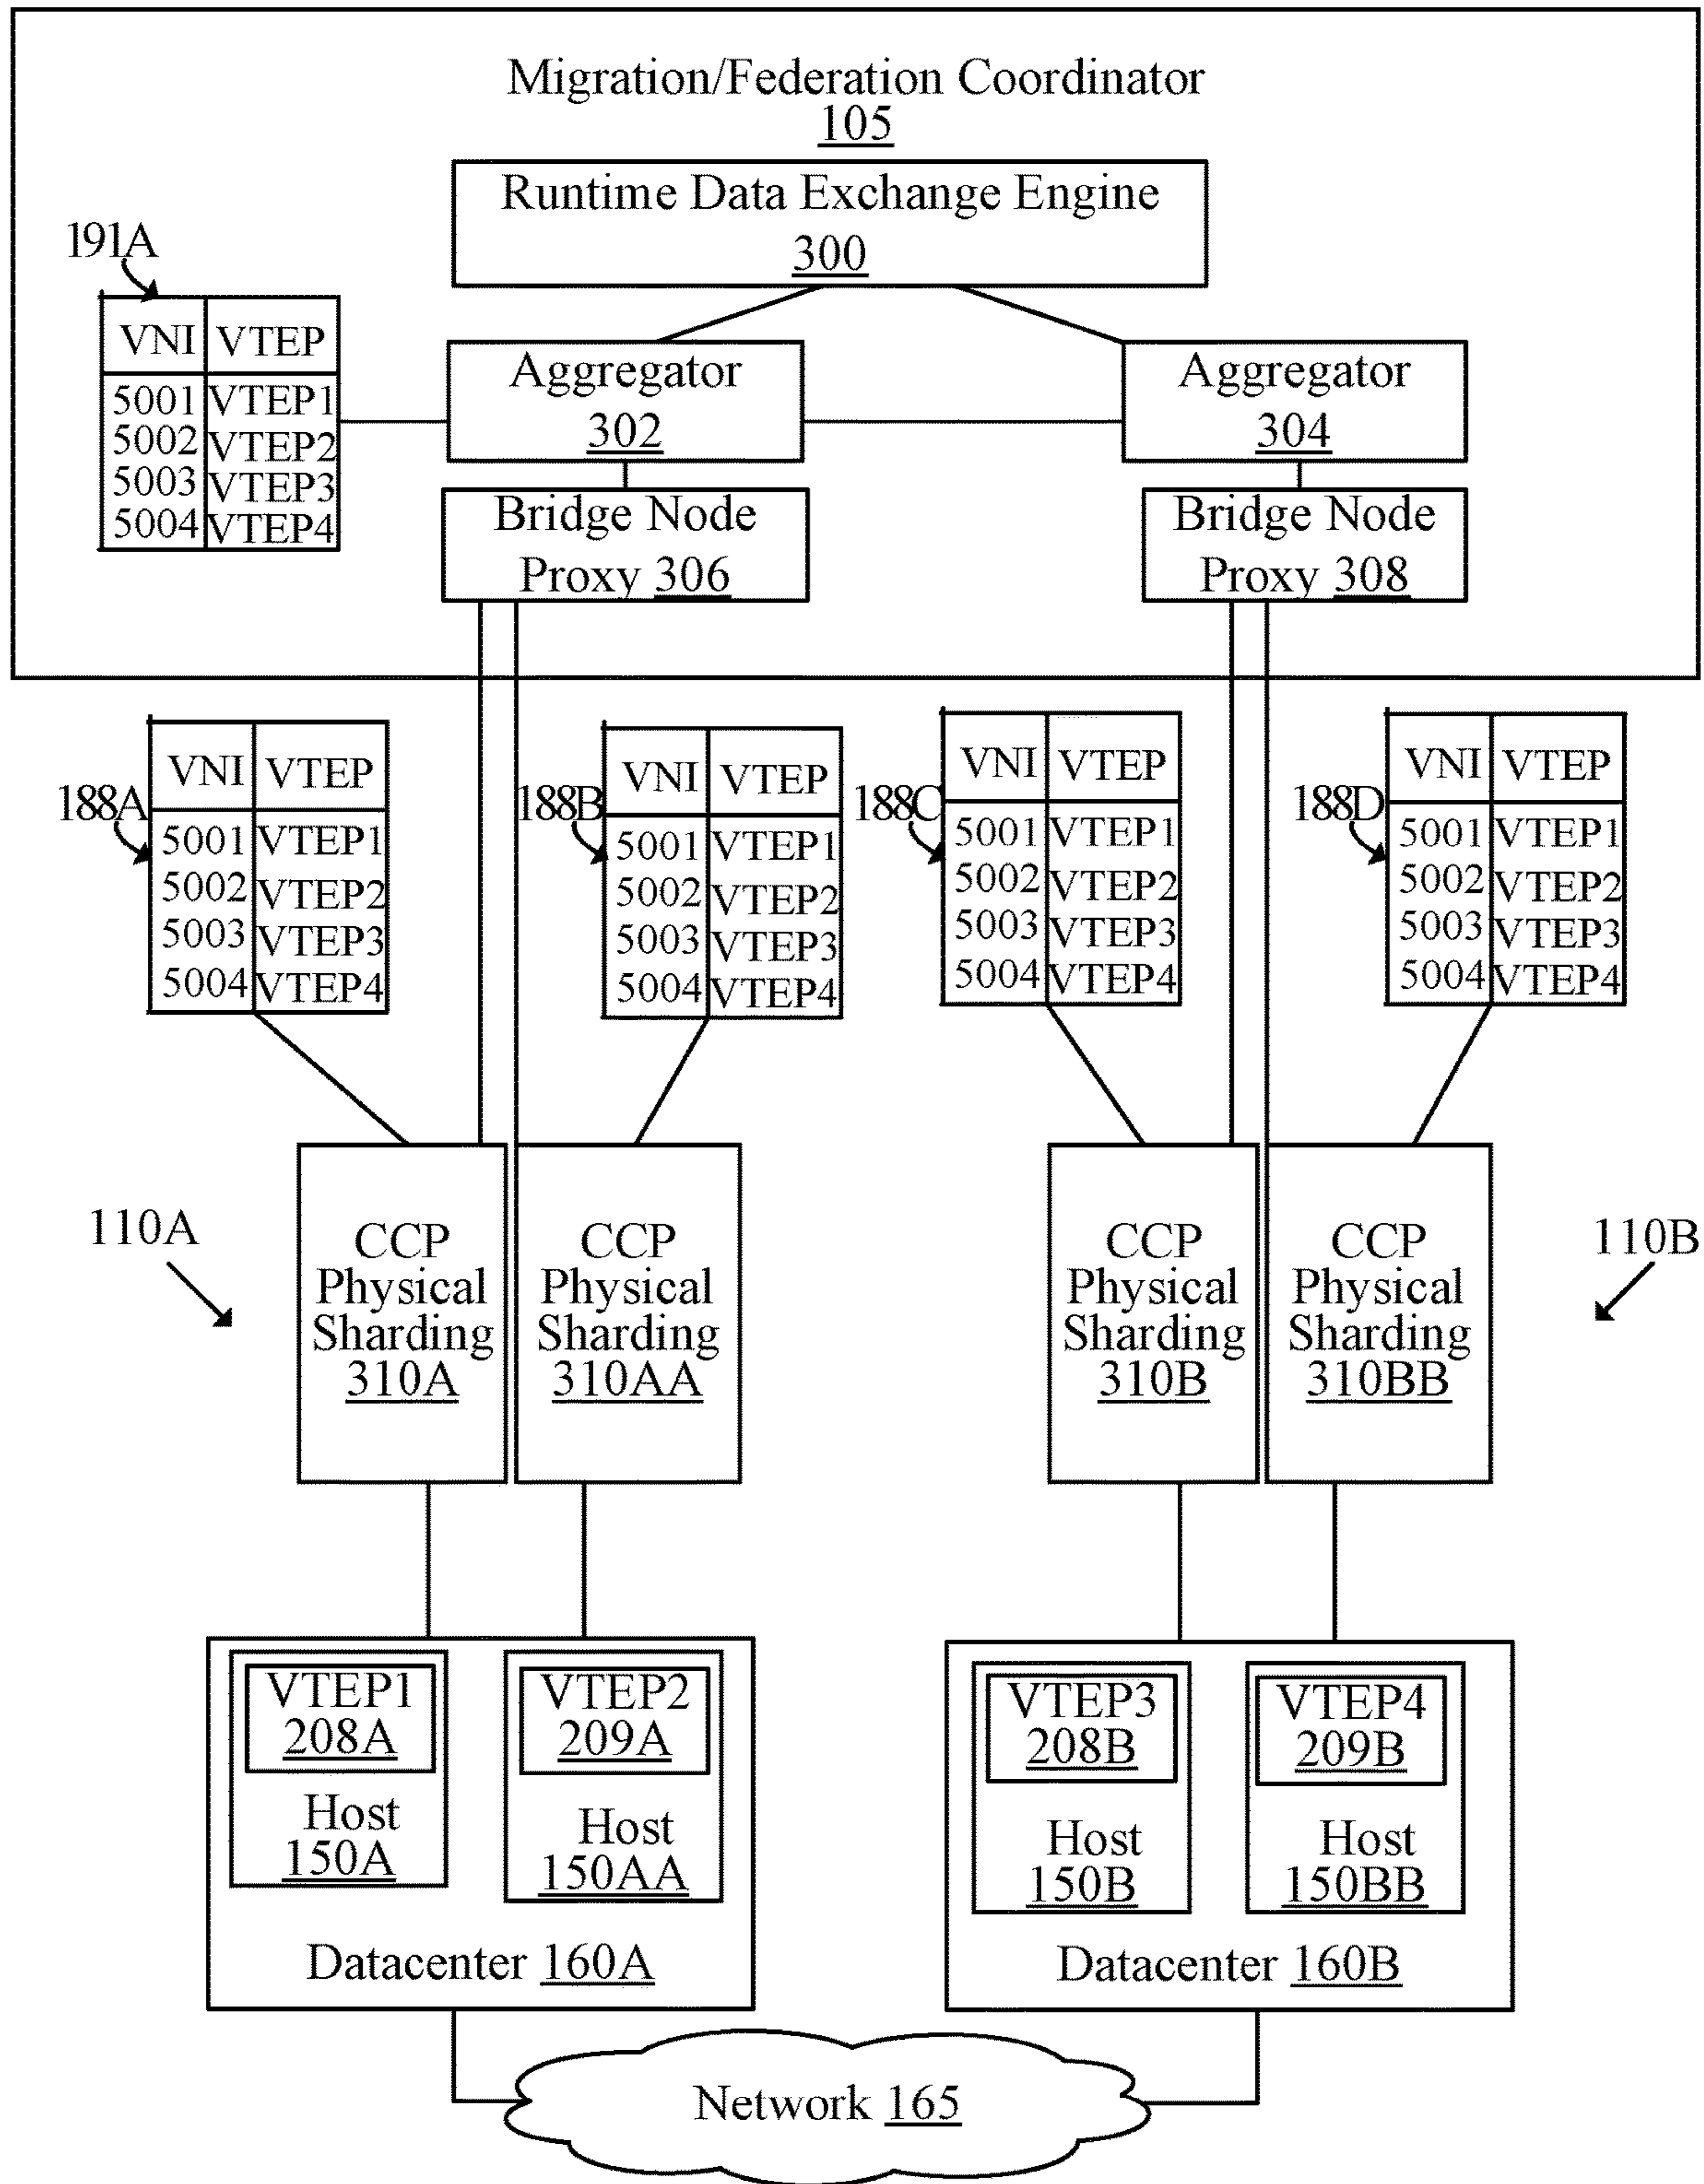 Migration/Federation Coordinator
105
Runtime Data Exchange Engine
300
191A
VNI VTEP
5001 VTEP1
5002 VTEP2
5003 VTEP3
5004 VTEP4
Aggregator
302
Aggregator
304
Bridge Node
Proxy 306
Bridge Node
Proxy 308
188A
VNI VTEP
5001 VTEP1
5002 VTEP2
5003 VTEP3
5004 VTEP4
188B
VNI VTEP
5001 VTEP1
5002 VTEP2
5003 VTEP3
5004 VTEP4
188C
VNI VTEP
5001 VTEP1
5002 VTEP2
5003 VTEP3
5004 VTEP4
188D
VNI VTEP
5001 VTEP1
5002 VTEP2
5003 VTEP3
5004 VTEP4
110A
CCP
Physical
Sharding
310A
CCP
Physical
Sharding
310AA
CCP
Physical
Sharding
310B
CCP
Physical
Sharding
310BB
110B
VTEP1
208A
Host
150A
VTEP2
209A
Host
150AA
Datacenter 160A
VTEP3
208B
Host
150B
VTEP4
209B
Host
150BB
Datacenter 160B
Network 165